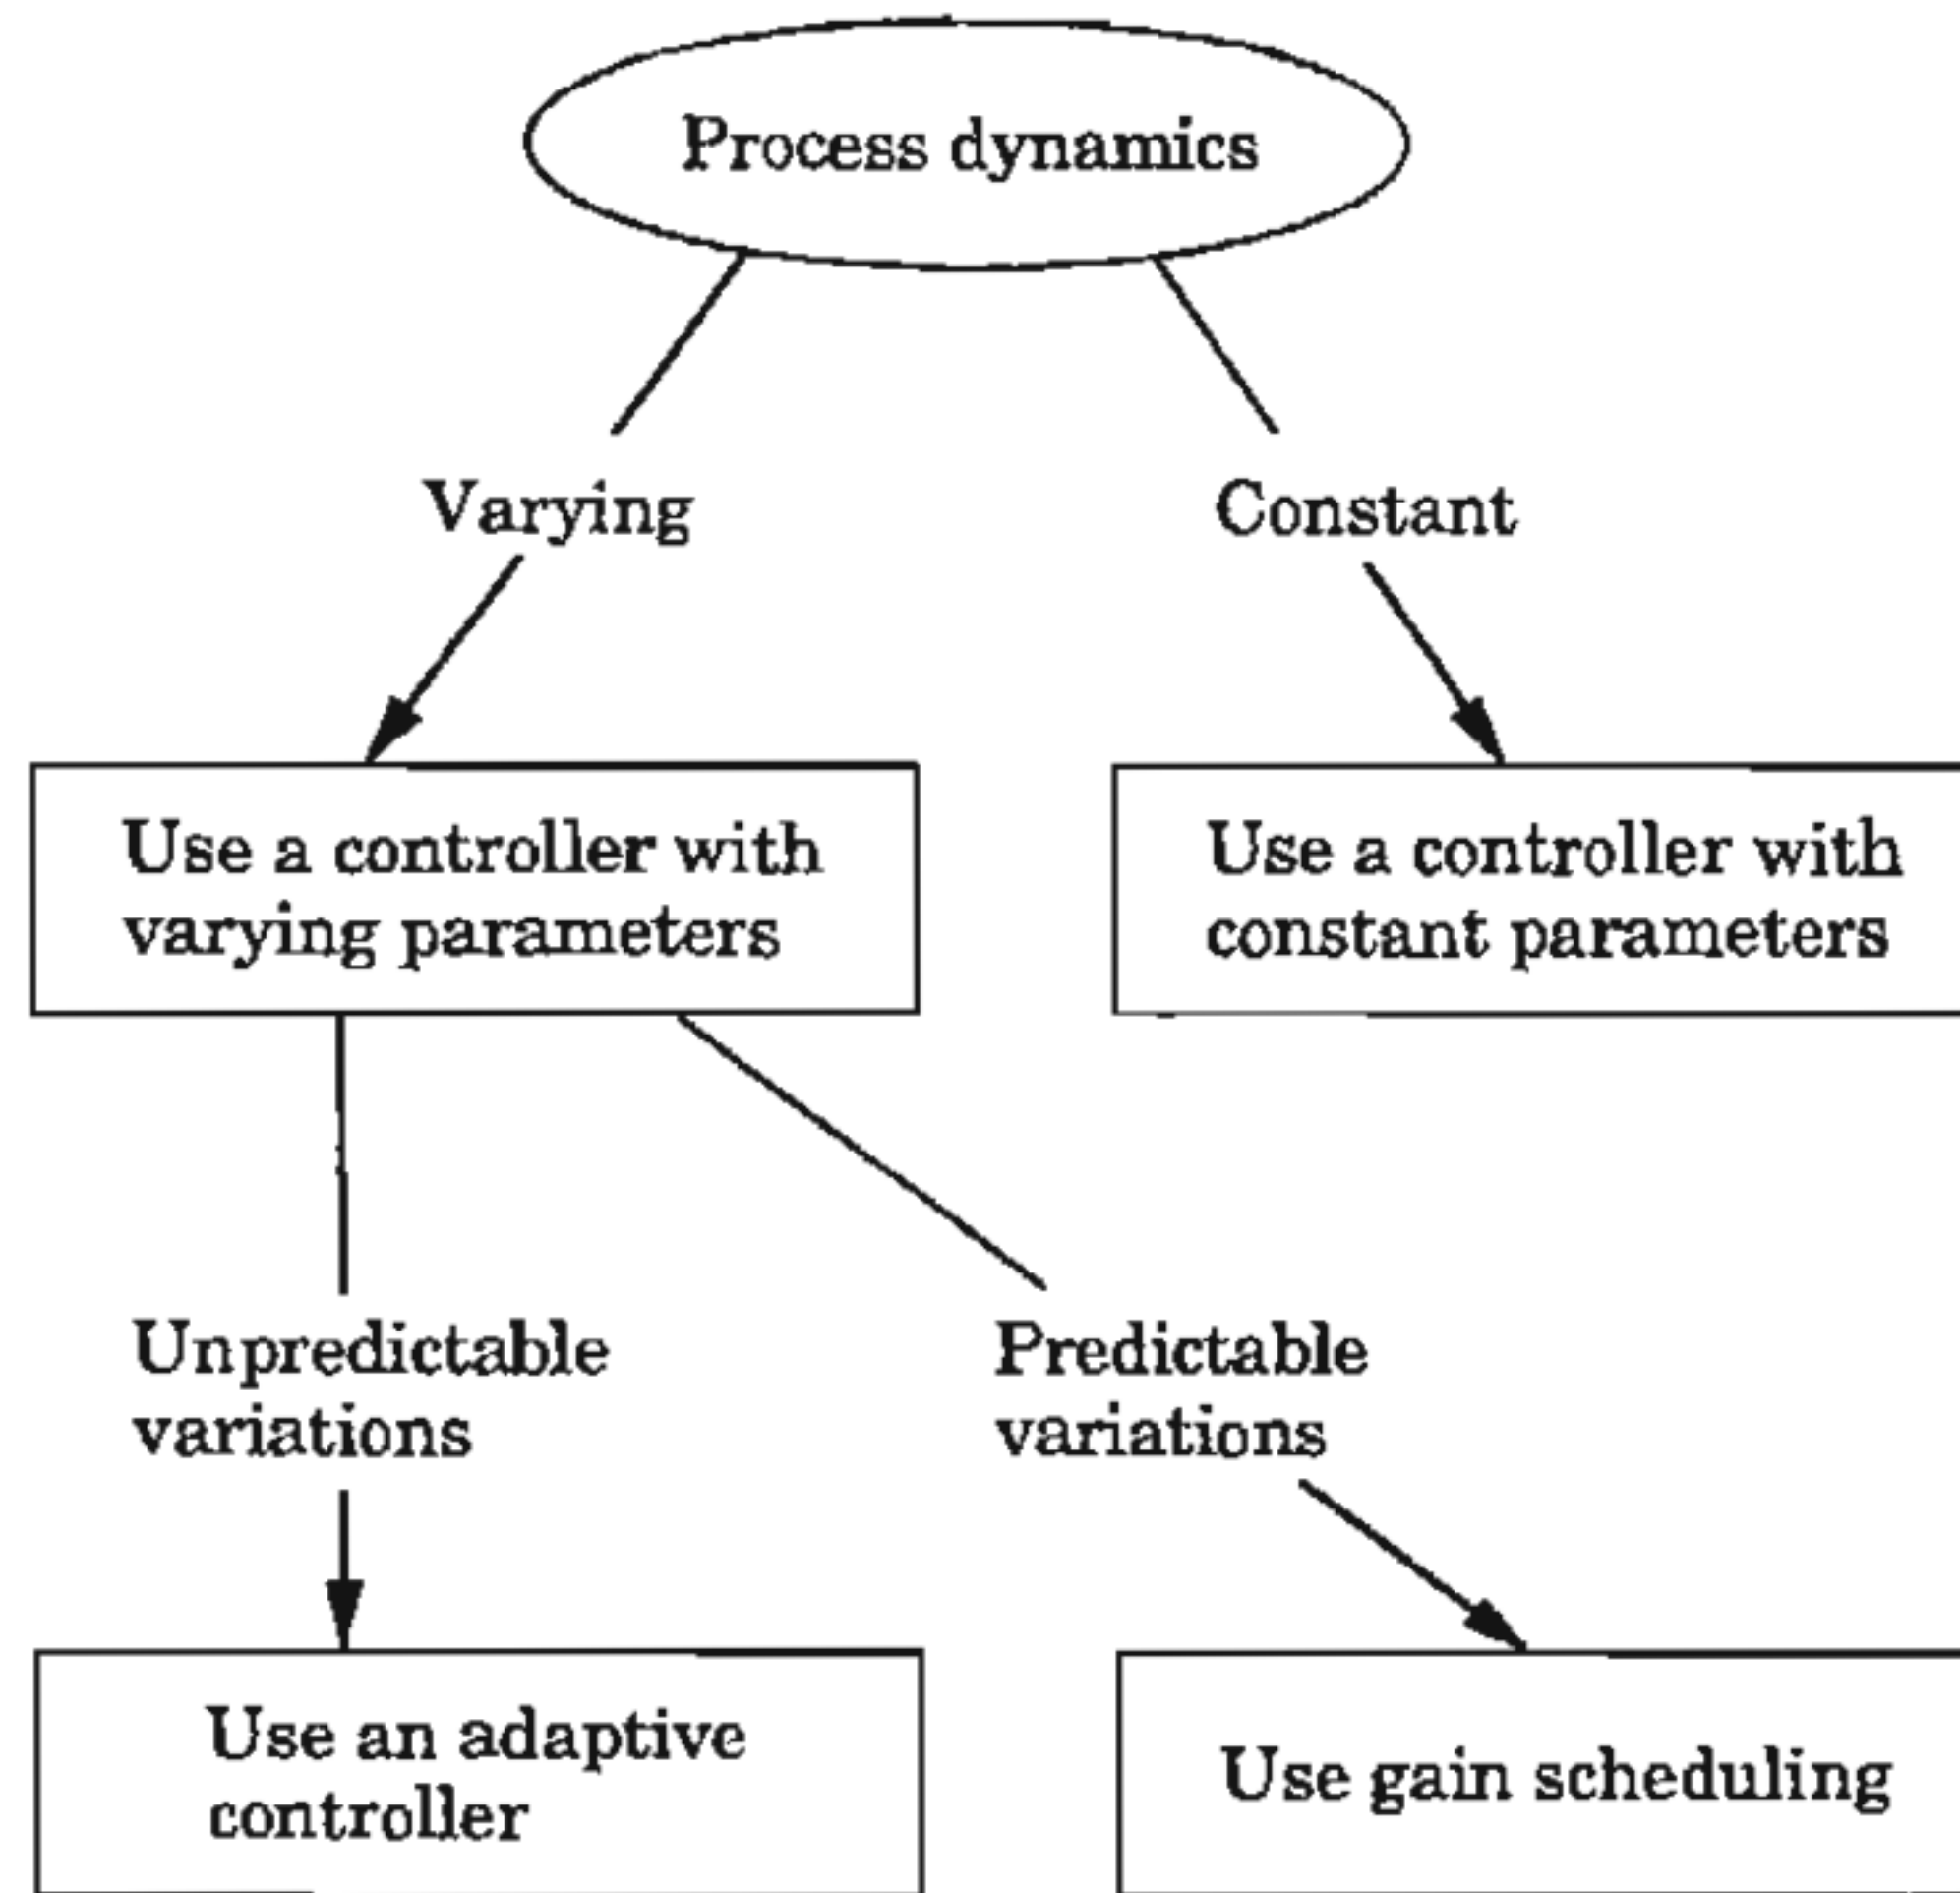 Process dynamics
Varying
Constant
Use a controller with
varying parameters
Use a controller with
constant parameters
Unpredictable
variations
Predictable
variations
Use an adaptive
controller
Use gain scheduling